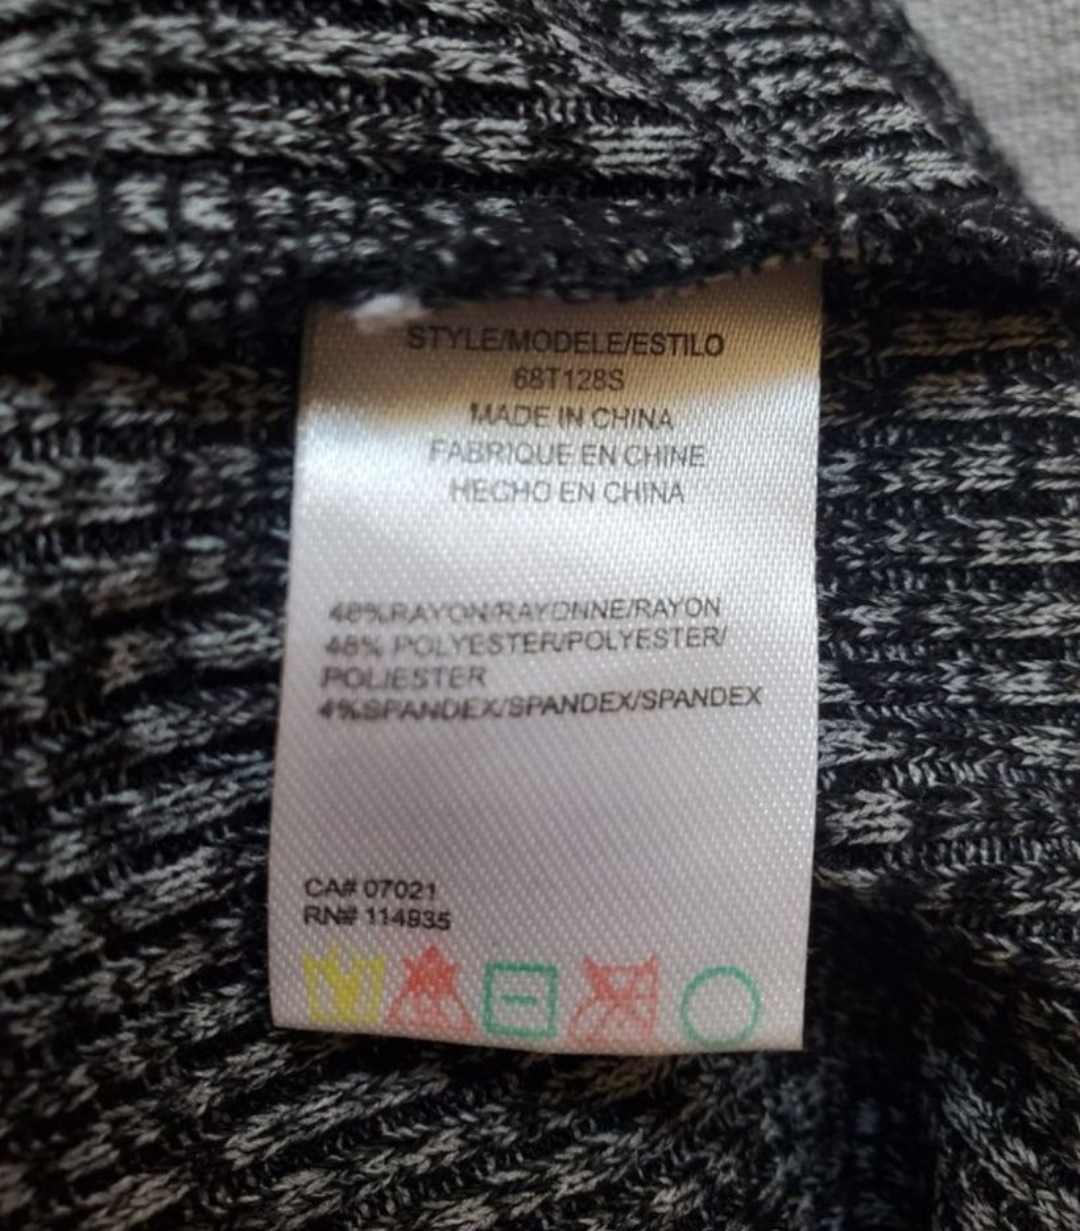 STYLE/MODELE/ESTILO
68T128S
MADE IN CHINA
FABRIQUE EN CHINE
HECHO EN CHINA
48%RAYON/RAYONNE/RAYON
48% POLYESTER/POLYESTER/
POLIESTER
4%SPANDEX/SPANDEX/SPANDEX
CA# 07021
RN# 114935